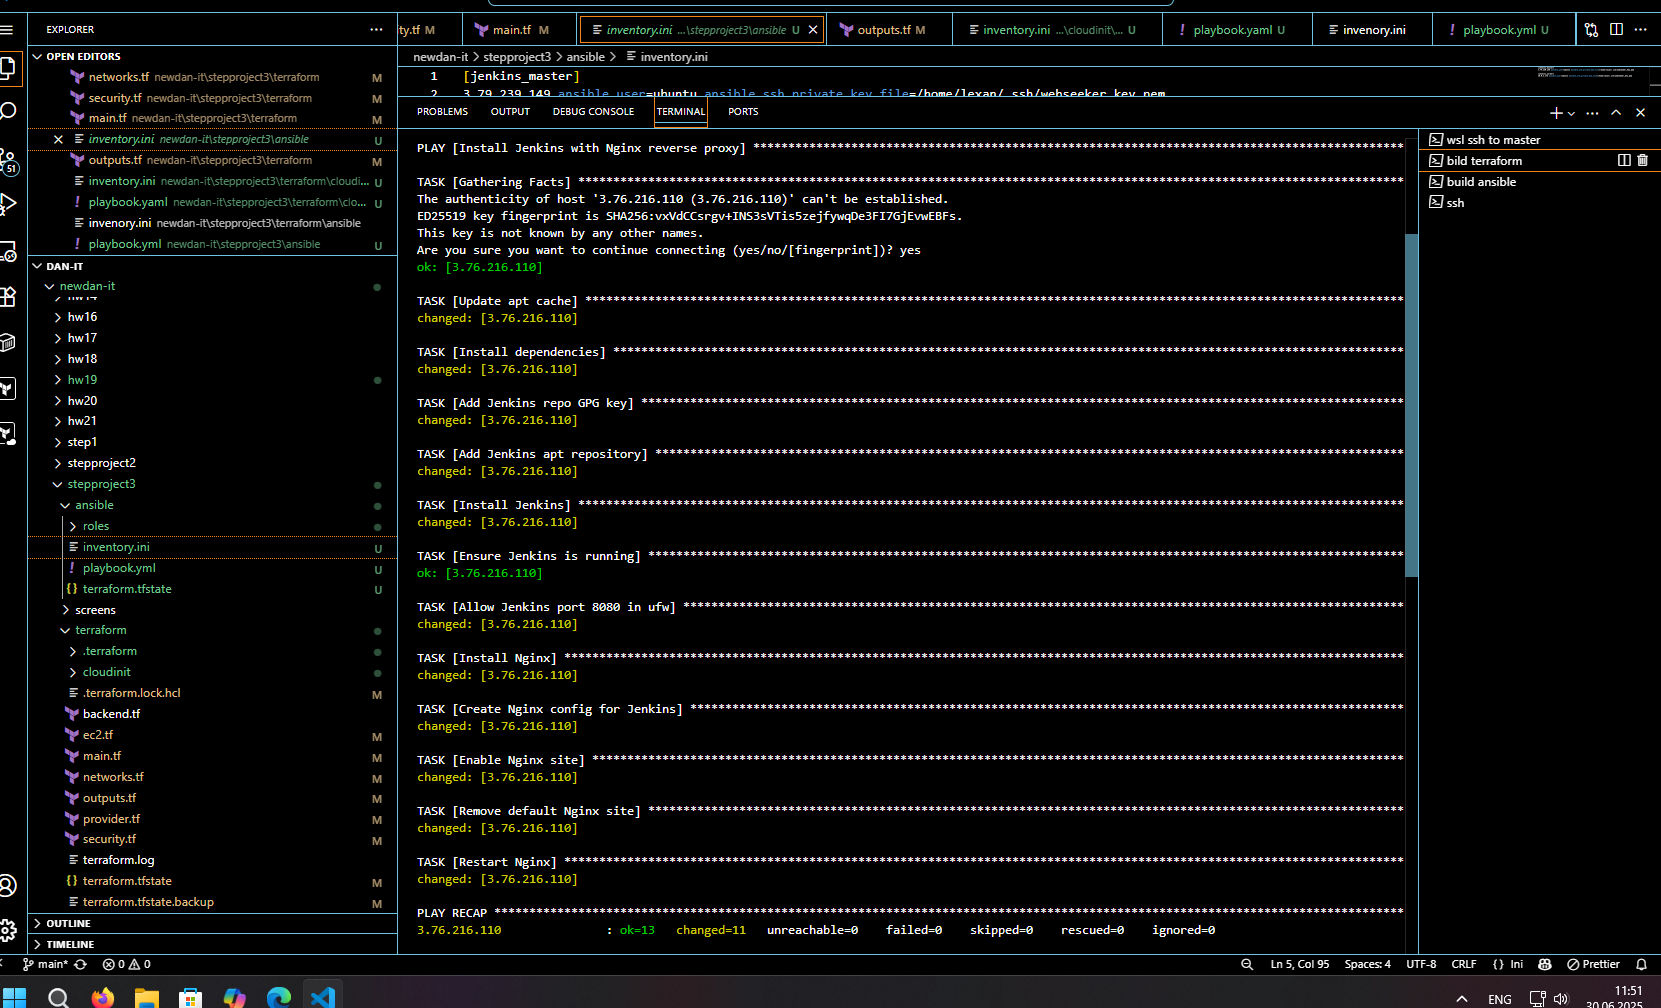 EXPLORER
OPEN EDITORS
networks.tf newdan-it\stepproject3\terraform M
security.tf newdan-it\stepproject3\terraform M
main.tf newdan-it\stepproject3\terraform M
inventory.ini newdan-it\stepproject3\ansible U
outputs.tf newdan-it\stepproject3\terraform M
inventory.ini newdan-it\stepproject3\terraform\cloudi... U
playbook.yaml newdan-it\stepproject3\terraform\clo... U
invenory.ini newdan-it\stepproject3\terraform\ansible
playbook.yml newdan-it\stepproject3\ansible U
DAN-IT
newdan-it
hw14
hw16
hw17
hw18
hw19
hw20
hw21
step1
stepproject2
stepproject3
ansible
roles
inventory.ini U
playbook.yml U
{} terraform.tfstate U
screens
terraform
.terraform
cloudinit
.terraform.lock.hcl M
backend.tf
ec2.tf M
main.tf M
networks.tf M
outputs.tf M
provider.tf M
security.tf M
terraform.log
{} terraform.tfstate M
terraform.tfstate.backup M
OUTLINE
TIMELINE
51
ty.tf M
main.tf M
inventory.ini ...\stepproject3\ansible U
outputs.tf M
inventory.ini ...\cloudinit\... U
playbook.yaml U
invenory.ini
playbook.yml U
newdan-it > stepproject3 > ansible > inventory.ini
1 [jenkins_master]
2 3.79.239.149 ansible_user=ubuntu ansible_ssh_private_key_file=/home/lexan/.ssh/webseeker_key.pem
PROBLEMS OUTPUT DEBUG CONSOLE TERMINAL PORTS
PLAY [Install Jenkins with Nginx reverse proxy] ****
TASK [Gathering Facts] ****
The authenticity of host '3.76.216.110 (3.76.216.110)' can't be established.
ED25519 key fingerprint is SHA256:vxVdCCsrgv+INS3sVTis5zejfywqDe3FI7GjEvwEBFs.
This key is not known by any other names.
Are you sure you want to continue connecting (yes/no/[fingerprint])? yes
ok: [3.76.216.110]
TASK [Update apt cache] ****
changed: [3.76.216.110]
TASK [Install dependencies] ****
changed: [3.76.216.110]
TASK [Add Jenkins repo GPG key] ****
changed: [3.76.216.110]
TASK [Add Jenkins apt repository] ****
changed: [3.76.216.110]
TASK [Install Jenkins] ****
changed: [3.76.216.110]
TASK [Ensure Jenkins is running] ****
ok: [3.76.216.110]
TASK [Allow Jenkins port 8080 in ufw] ****
changed: [3.76.216.110]
TASK [Install Nginx] ****
changed: [3.76.216.110]
TASK [Create Nginx config for Jenkins] ****
changed: [3.76.216.110]
TASK [Enable Nginx site] ****
changed: [3.76.216.110]
TASK [Remove default Nginx site] ****
changed: [3.76.216.110]
TASK [Restart Nginx] ****
changed: [3.76.216.110]
PLAY RECAP ****
3.76.216.110 : ok=13 changed=11 unreachable=0 failed=0 skipped=0 rescued=0 ignored=0
wsl ssh to master
bild terraform
build ansible
ssh
main* 0 0
Ln 5, Col 95 Spaces: 4 UTF-8 CRLF {} Ini Prettier
ENG 11:51
30.06.2025